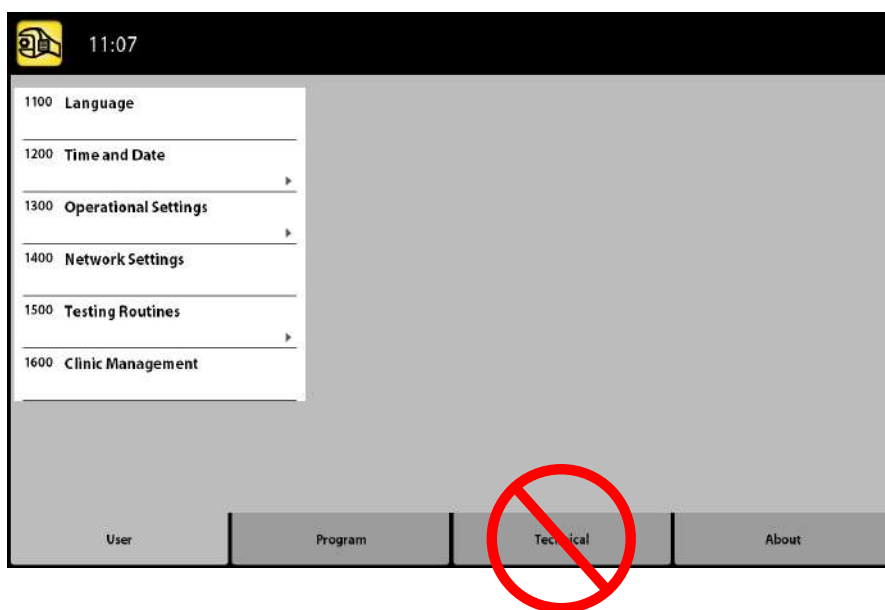 11:07
1100 Language
1200 Time and Date
1300 Operational Settings
1400 Network Settings
1500 Testing Routines
1600 Clinic Management
User Program Technical About